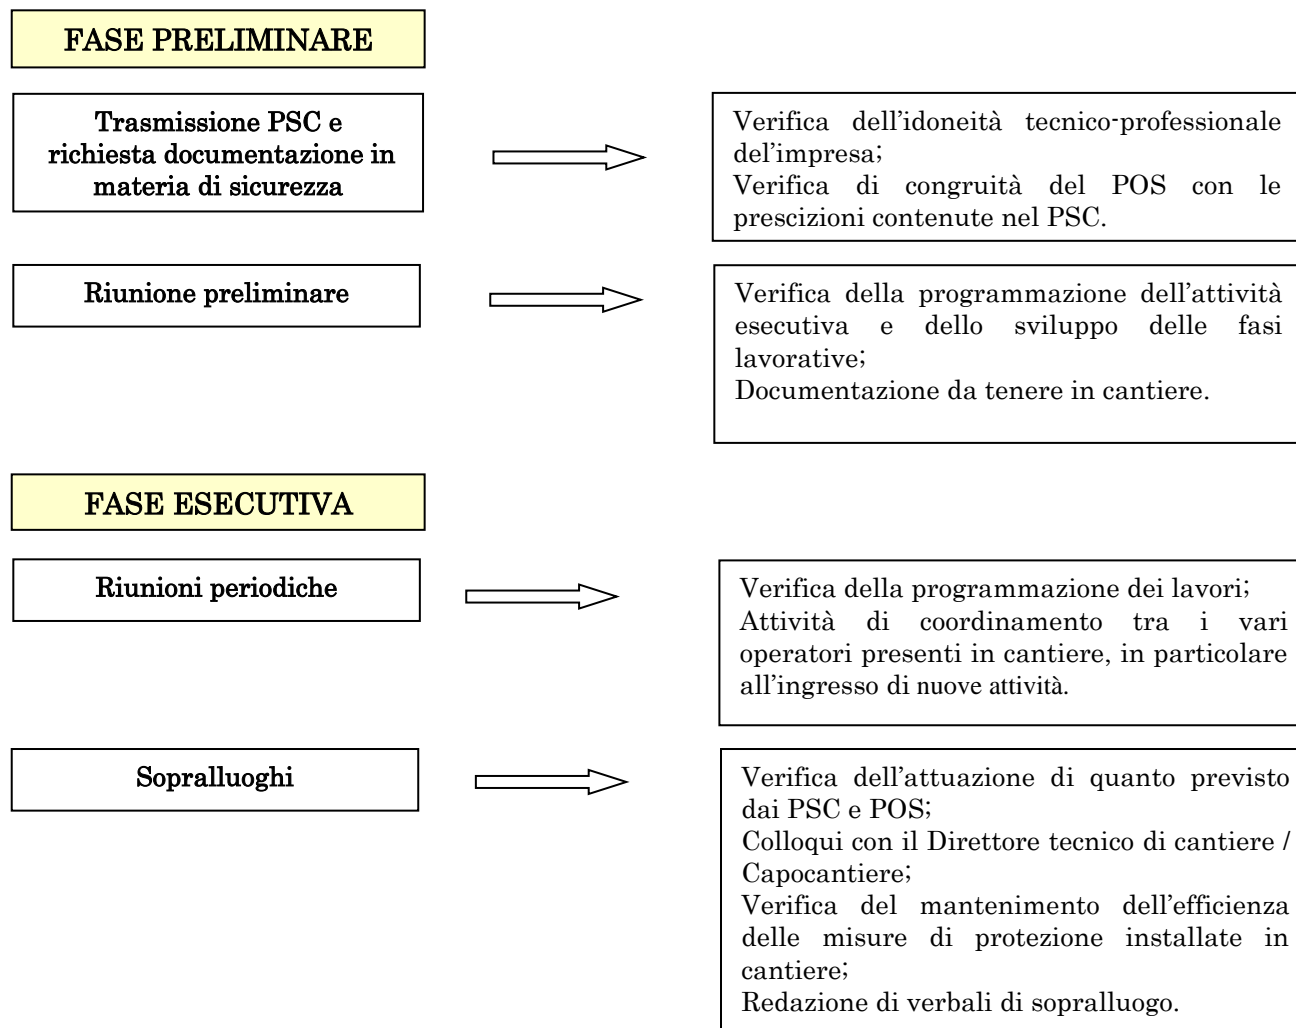 FASE PRELIMINARE
Trasmissione PSC e
richiesta documentazione in
materia di sicurezza
Verifica dell'idoneità tecnico-professionale
del'impresa;
Verifica di congruità del POS con le
prescizioni contenute nel PSC.
Riunione preliminare
Verifica della programmazione dell'attività
esecutiva e dello sviluppo delle fasi
lavorative;
Documentazione da tenere in cantiere.
FASE ESECUTIVA
Riunioni periodiche
Verifica della programmazione dei lavori;
Attività di coordinamento tra i vari
operatori presenti in cantiere, in particolare
all'ingresso di nuove attività.
Sopralluoghi
Verifica dell'attuazione di quanto previsto
dai PSC e POS;
Colloqui con il Direttore tecnico di cantiere /
Capocantiere;
Verifica del mantenimento dell'efficienza
delle misure di protezione installate in
cantiere;
Redazione di verbali di sopralluogo.